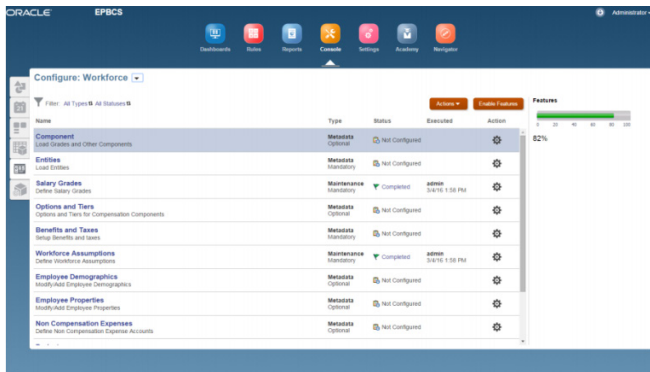 ORACLE EPBCS Administrator
Dashboards Rules Reports Console Settings Academy Navigator
Configure: Workforce
Filter All Types All Statuses Actions Enable Features
Features
0 20 40 60 80 100
82%
Name Type Status Executed Action
Component Metadata Not Configured
Load Grades and Other Components Optional
Entities Metadata Not Configured
Load Entities Mandatory
Salary Grades Maintenance Completed admin
Define Salary Grades Mandatory 3/4/16 1:58 PM
Options and Tiers Metadata Not Configured
Options and Tiers for Compensation Components Optional
Benefits and Taxes Metadata Not Configured
Setup Benefits and taxes Mandatory
Workforce Assumptions Maintenance Completed admin
Define Workforce Assumptions Mandatory 3/4/16 1:58 PM
Employee Demographics Metadata Not Configured
Modify/Add Employee Demographics Optional
Employee Properties Metadata Not Configured
Modify/Add Employee Properties Optional
Non Compensation Expenses Metadata Not Configured
Define Non Compensation Expense Accounts Optional